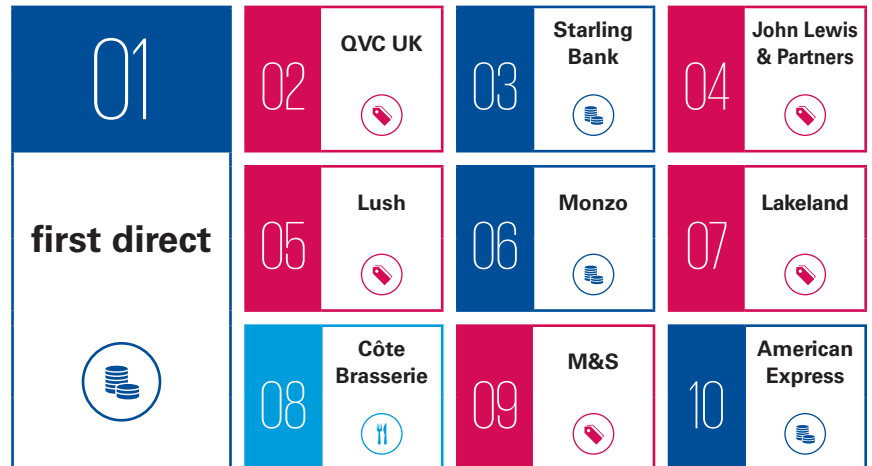 01
first direct
02
QVC UK
03
Starling
Bank
04
John Lewis
& Partners
05
Lush
06
Monzo
07
Lakeland
08
Côte
Brasserie
09
M&S
10
American
Express